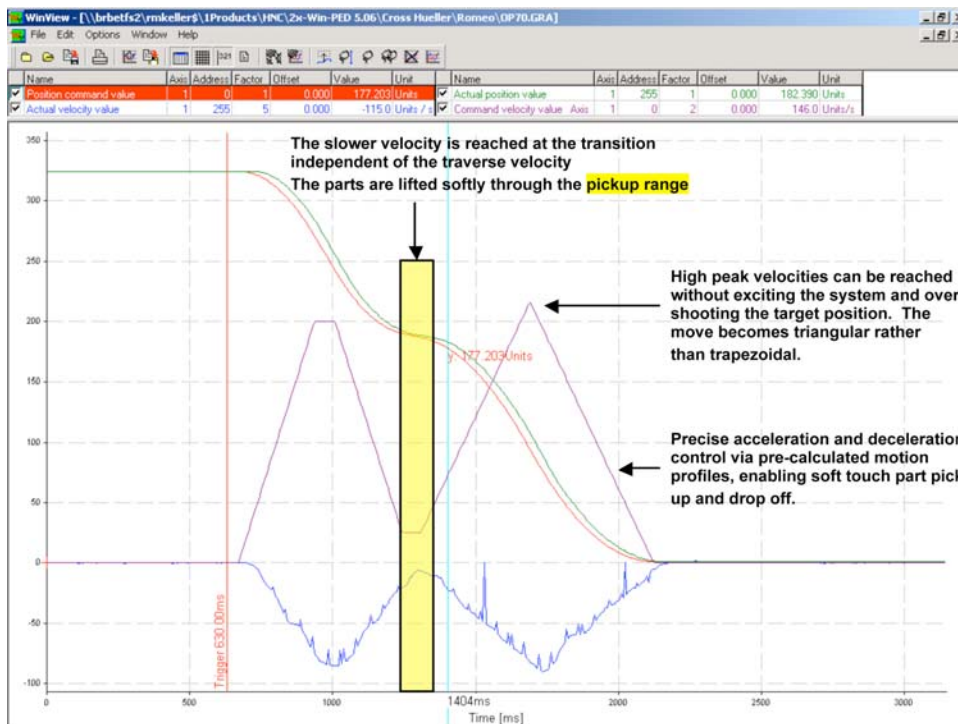 WinView - [\\brbetfs2\rmkeller$\1Products\HNC\2x-Win-PED 5.06\Cross Hueller\Romeo\OP70.GRA]
File Edit Options Window Help
Name Axis Address Factor Offset Value Unit Name Axis Address Factor Offset Value Unit
Position command value 1 0 1 0.000 177.203 Units Actual position value 1 255 1 0.000 182.390 Units
Actual velocity value 1 255 5 0.000 -115.0 Units / s Command velocity value Axis 1 0 2 0.000 146.0 Units/s
The slower velocity is reached at the transition
independent of the traverse velocity
The parts are lifted softly through the pickup range
High peak velocities can be reached
without exciting the system and over
shooting the target position. The
move becomes triangular rather
than trapezoidal.
y: 177.203Units
Precise acceleration and deceleration
control via pre-calculated motion
profiles, enabling soft touch part pick
up and drop off.
350
300
250
200
150
100
50
0
-50
-100
Trigger 630.00ms
0 500 1000 1404ms 2000 2500 3000
Time [ms]